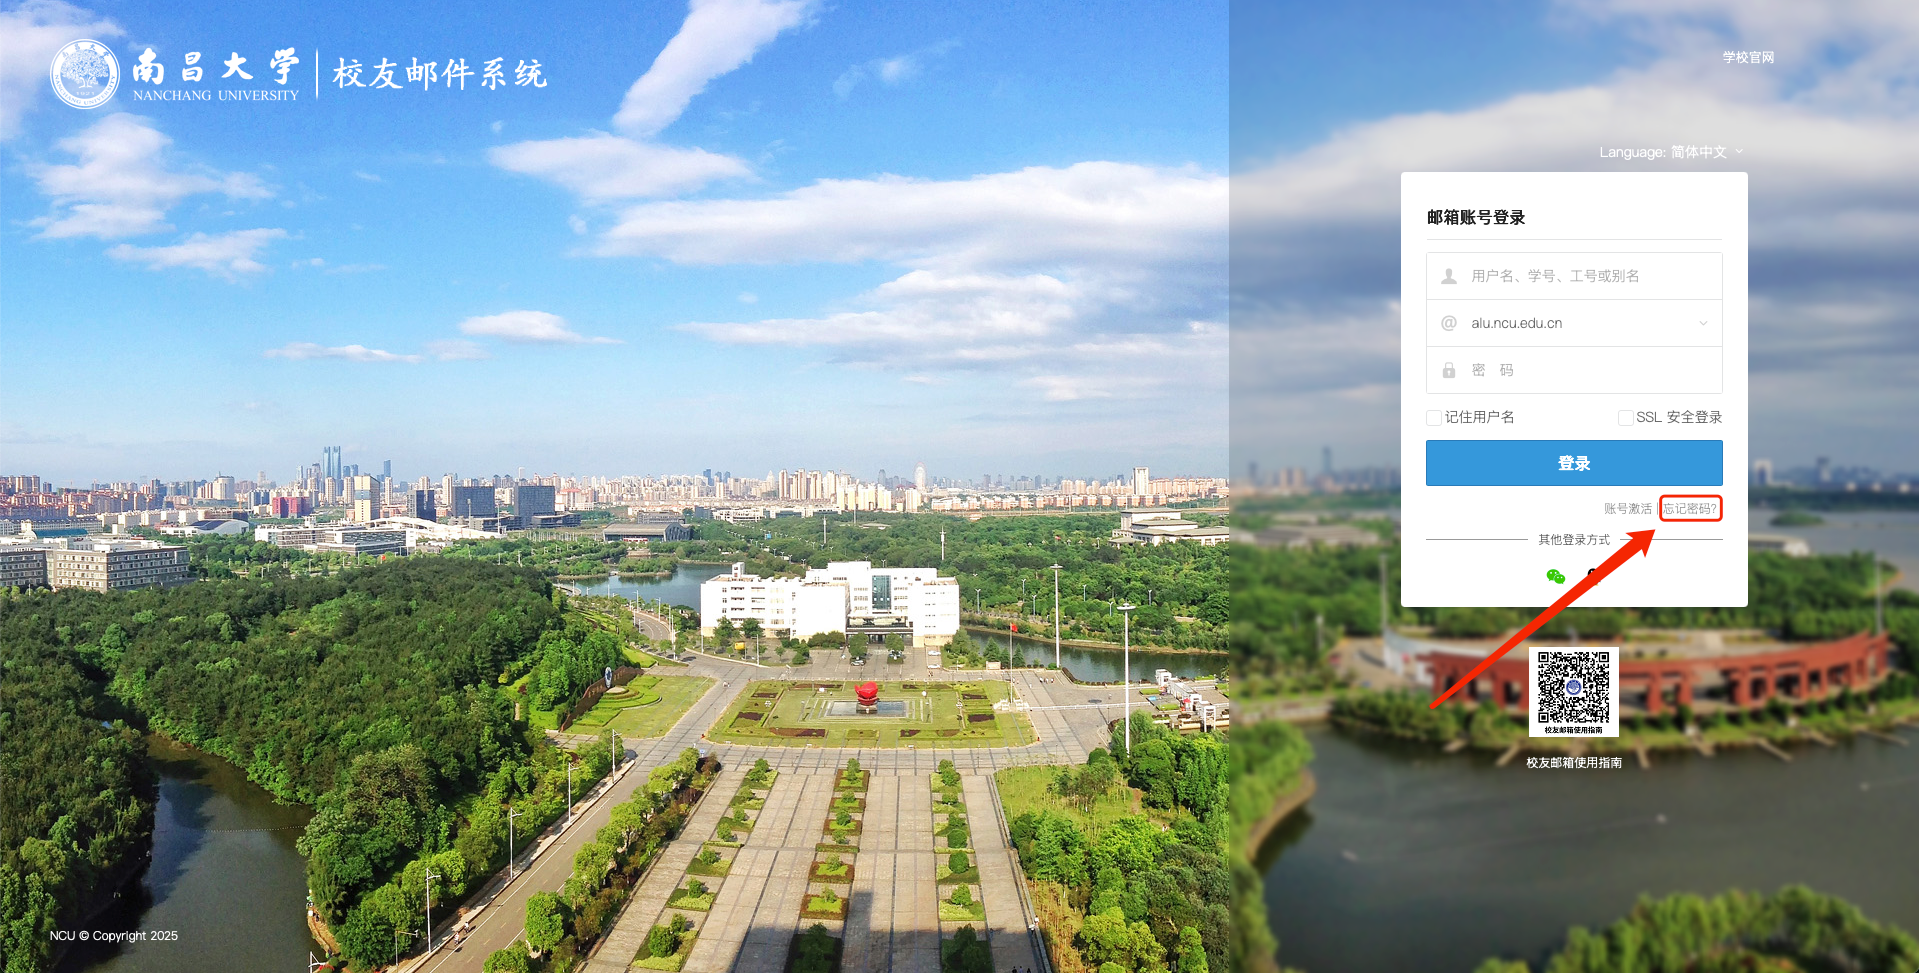 南昌大学
NANCHANG UNIVERSITY
校友邮件系统
学校官网
Language: 简体中文
邮箱账号登录
用户名、学号、工号或别名
@ alu.ncu.edu.cn
密 码
记住用户名
SSL 安全登录
登录
账号激活 | 忘记密码?
其他登录方式
校友邮箱使用指南
校友邮箱使用指南
NCU © Copyright 2025